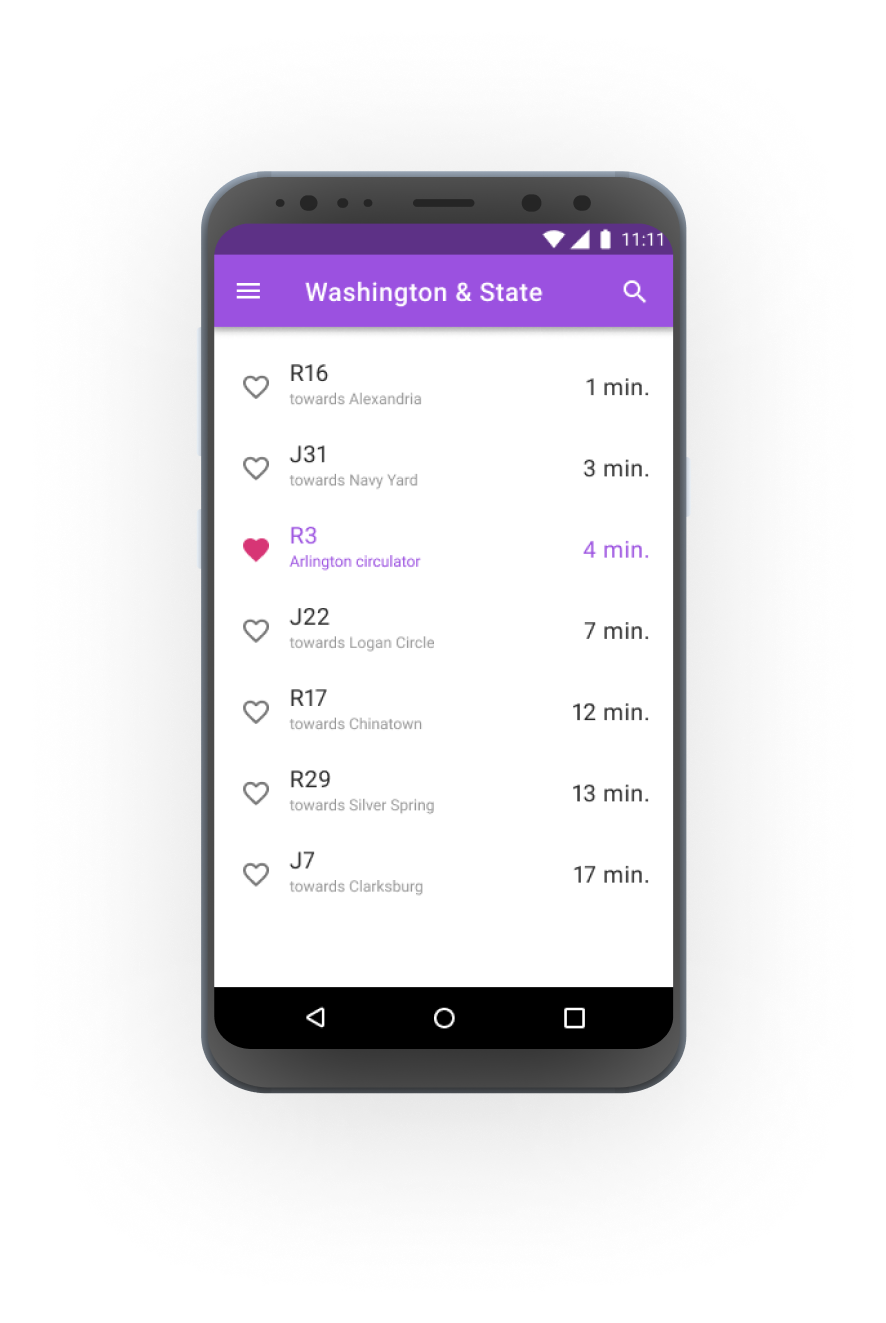 11:11
Washington & State
R16
towards Alexandria
1 min.
J31
towards Navy Yard
3 min.
R3
Arlington circulator
4 min.
J22
towards Logan Circle
7 min.
R17
towards Chinatown
12 min.
R29
towards Silver Spring
13 min.
J7
towards Clarksburg
17 min.